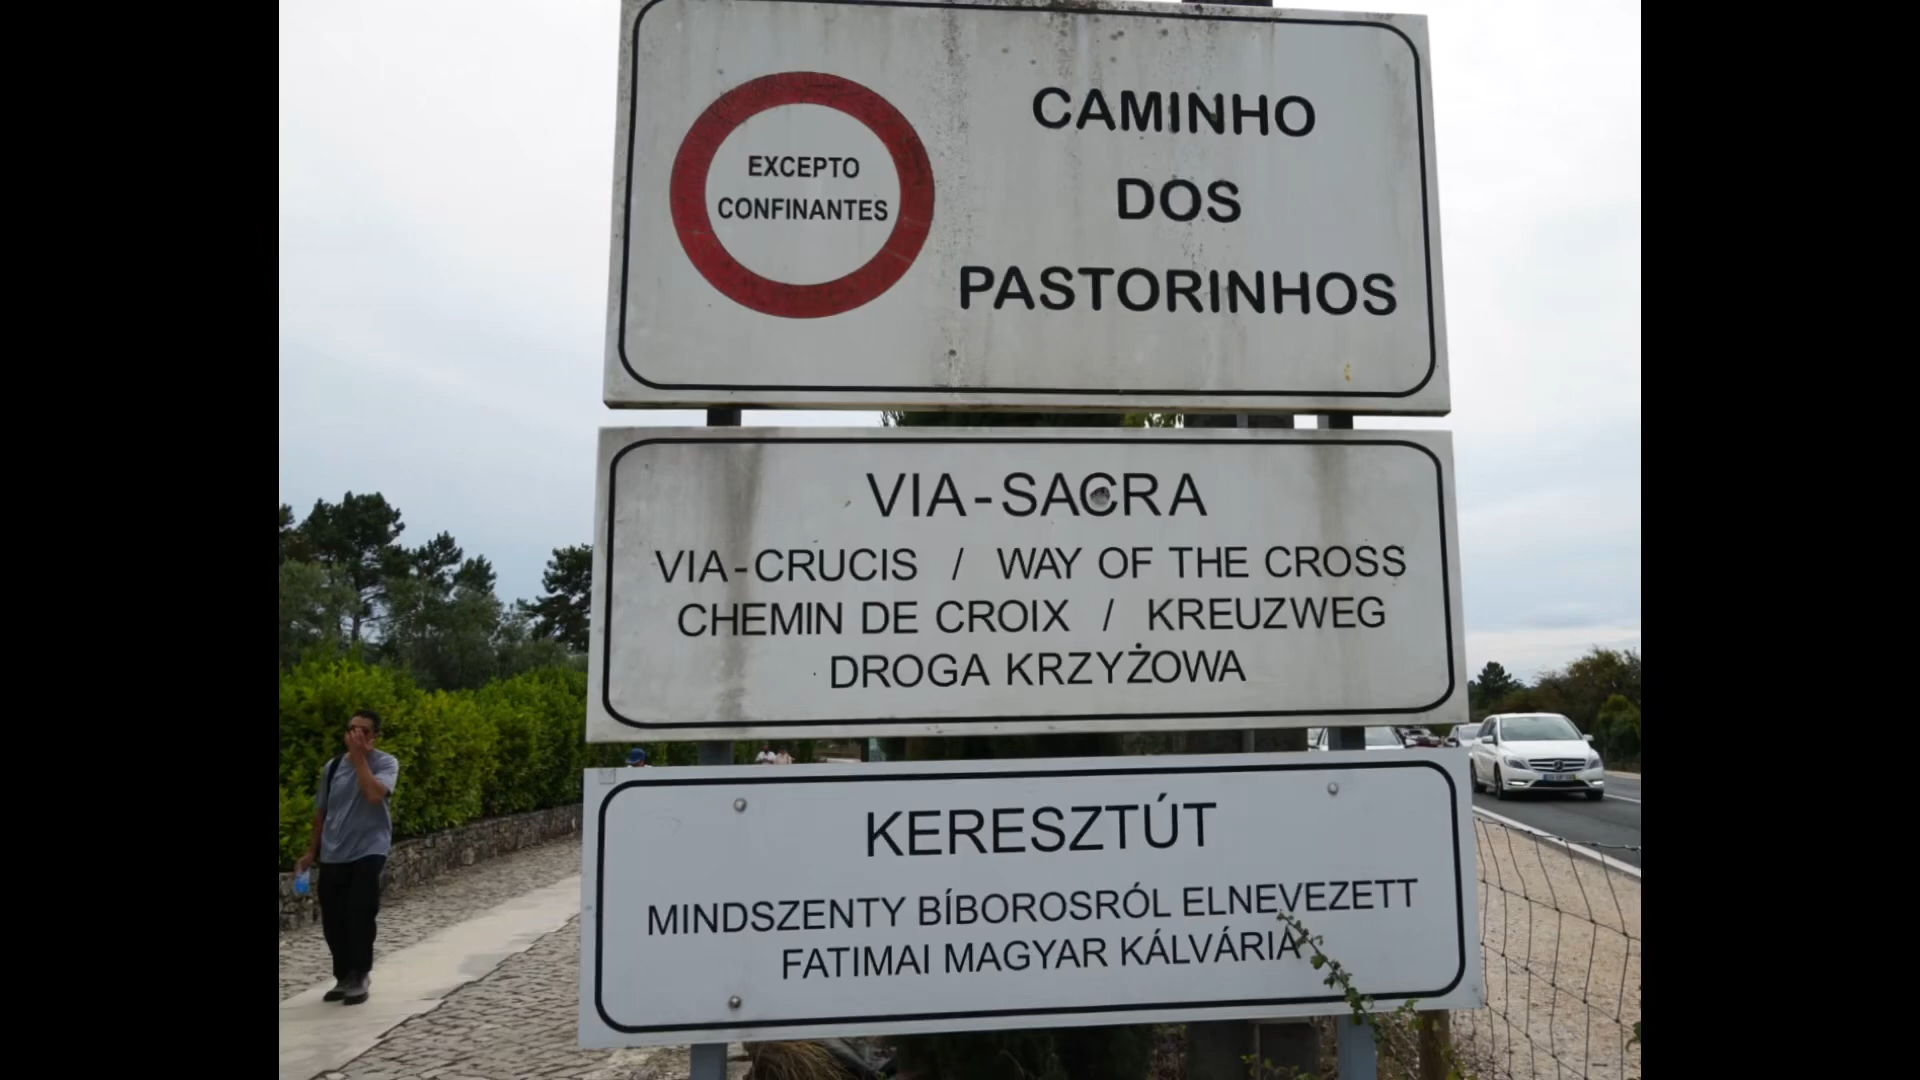 EXCEPTO
CONFINANTES
CAMINHO
DOS
PASTORINHOS
VIA-SACRA
VIA-CRUCIS / WAY OF THE CROSS
CHEMIN DE CROIX / KREUZWEG
DROGA KRZYŻOWA
KERESZTÚT
MINDSZENTY BÍBOROSRÓL ELNEVEZETT
FATIMAI MAGYAR KÁLVÁRIA